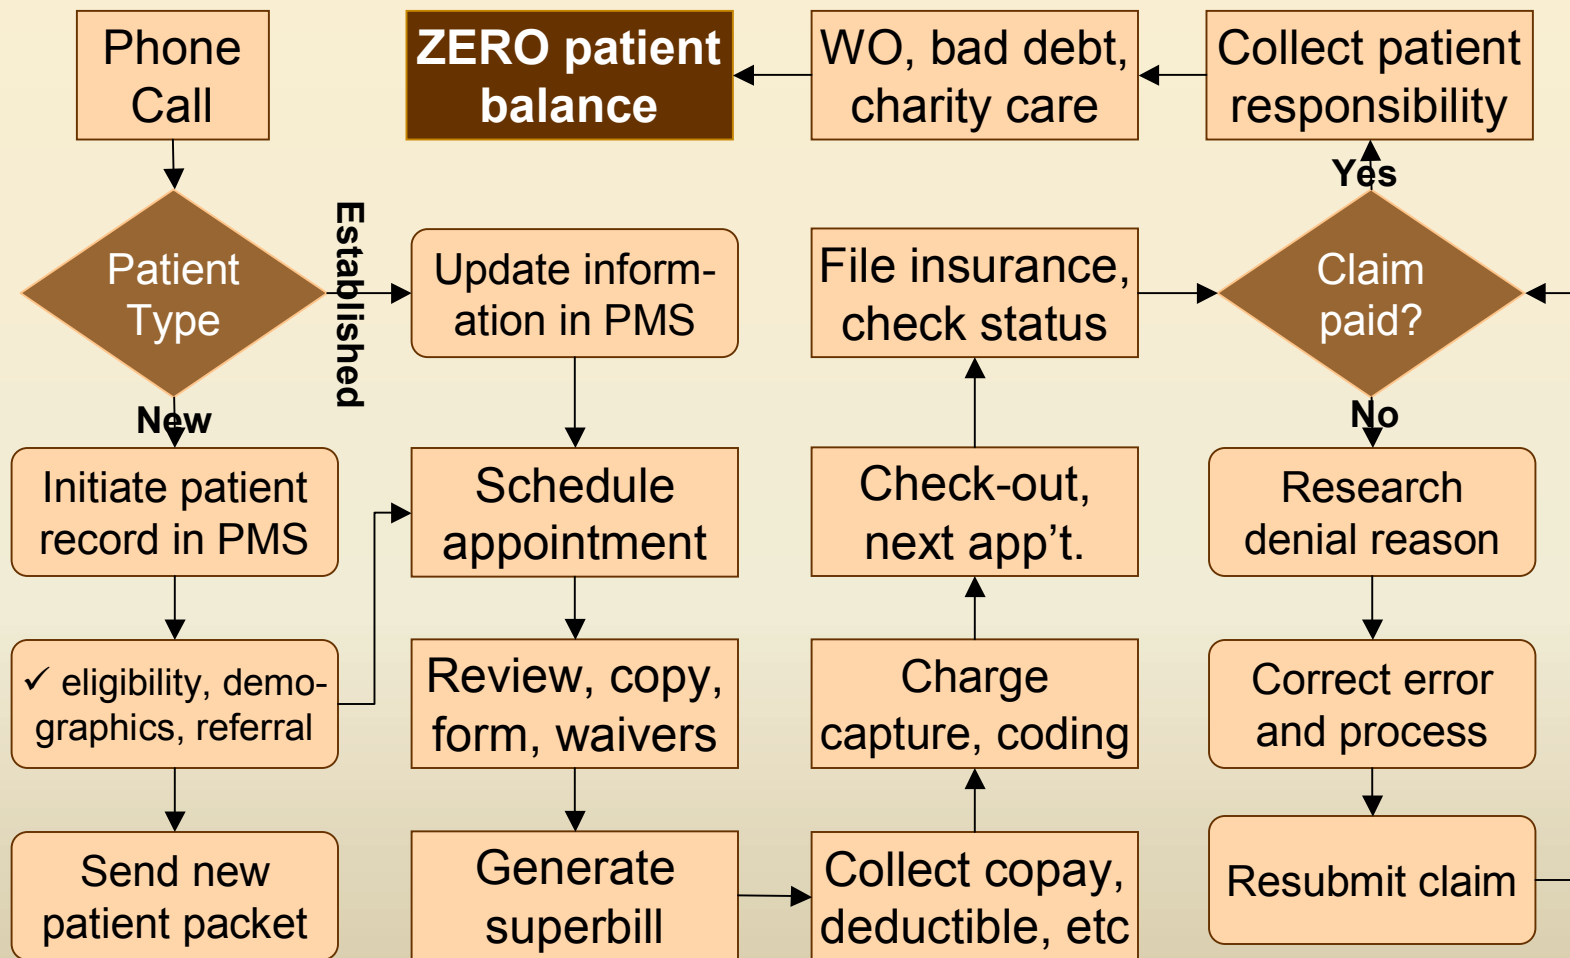 Phone
Call
ZERO patient
balance
WO, bad debt,
charity care
Collect patient
responsibility
Patient
Type
Established
Update inform-
ation in PMS
File insurance,
check status
Claim
paid?
Yes
New
No
Initiate patient
record in PMS
Schedule
appointment
Check-out,
next app’t.
Research
denial reason
✓ eligibility, demo-
graphics, referral
Review, copy,
form, waivers
Charge
capture, coding
Correct error
and process
Send new
patient packet
Generate
superbill
Collect copay,
deductible, etc
Resubmit claim